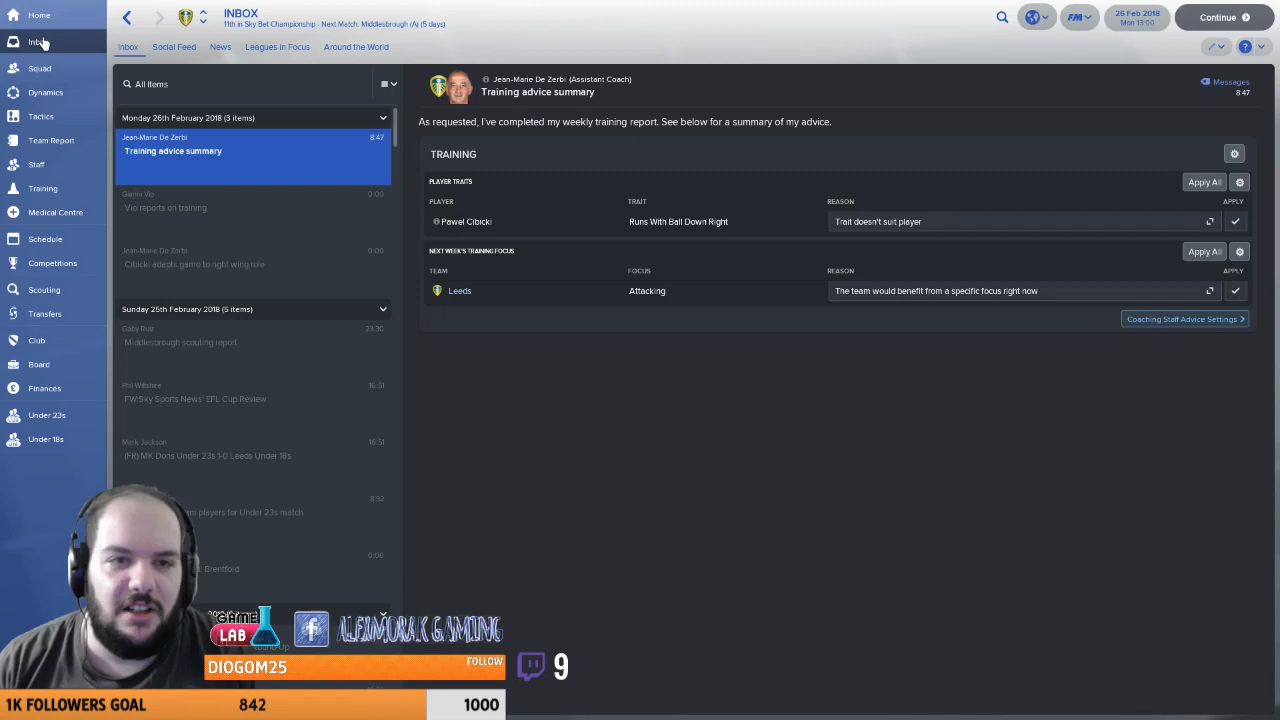 Home
Inbox
Squad
Dynamics
Tactics
Team Report
Staff
Training
Medical Centre
Schedule
Competitions
Scouting
Transfers
Club
Board
Finances
Under 23s
Under 18s
INBOX
11th in Sky Bet Championship - Next Match: Middlesbrough (A) (5 days)
FM
26 Feb 2018
Mon 13:00
Continue
Inbox Social Feed News Leagues in Focus Around the World
?
All Items
Monday 26th February 2018 (3 items)
Jean-Marie De Zerbi 8:47
Training advice summary
Gianni Vio 0:00
Vio reports on training
Jean-Marie De Zerbi 0:00
Cibicki adapts game to right wing role
Sunday 25th February 2018 (5 items)
Gaby Ruiz 23:30
Middlesbrough scouting report
Phil Wiltshire 16:51
FW:Sky Sports News' EFL Cup Review
Mark Jackson 16:51
(FR) MK Dons Under 23s 1-0 Leeds Under 18s
8:32
players for Under 23s match
0:00
Brentford
Jean-Marie De Zerbi (Assistant Coach)
Training advice summary
Messages
8:47
As requested, I've completed my weekly training report. See below for a summary of my advice.
TRAINING
PLAYER TRAITS Apply All
PLAYER TRAIT REASON APPLY
Pawel Cibicki Runs With Ball Down Right Trait doesn't suit player
NEXT WEEK'S TRAINING FOCUS Apply All
TEAM FOCUS REASON APPLY
Leeds Attacking The team would benefit from a specific focus right now
Coaching Staff Advice Settings
GAME
LAB
f
ALEXMORAK GAMING
DIOGOM25 FOLLOW
9
1K FOLLOWERS GOAL 842 1000